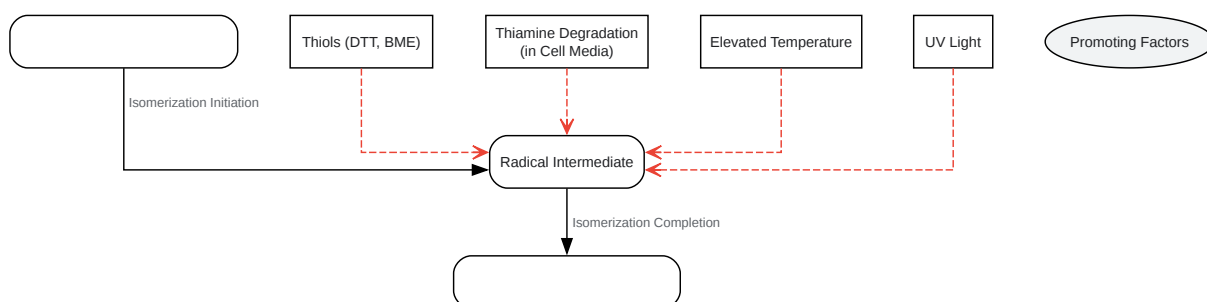 Thiols (DTT, BME)
Thiamine Degradation
(in Cell Media)
Elevated Temperature
UV Light
Promoting Factors
Isomerization Initiation
Radical Intermediate
Isomerization Completion